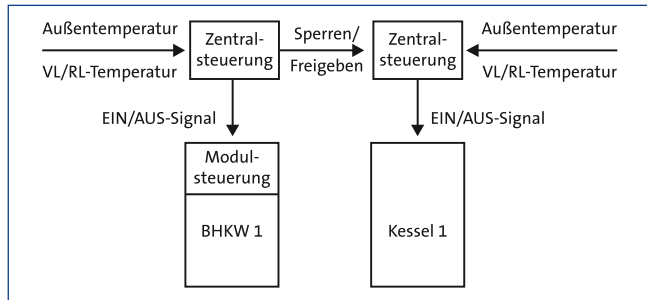 Außentemperatur
VL/RL-Temperatur
Zentral-
steuerung
Sperren/
Freigeben
Zentral-
steuerung
Außentemperatur
VL/RL-Temperatur
EIN/AUS-Signal
EIN/AUS-Signal
Modul-
steuerung
BHKW 1
Kessel 1